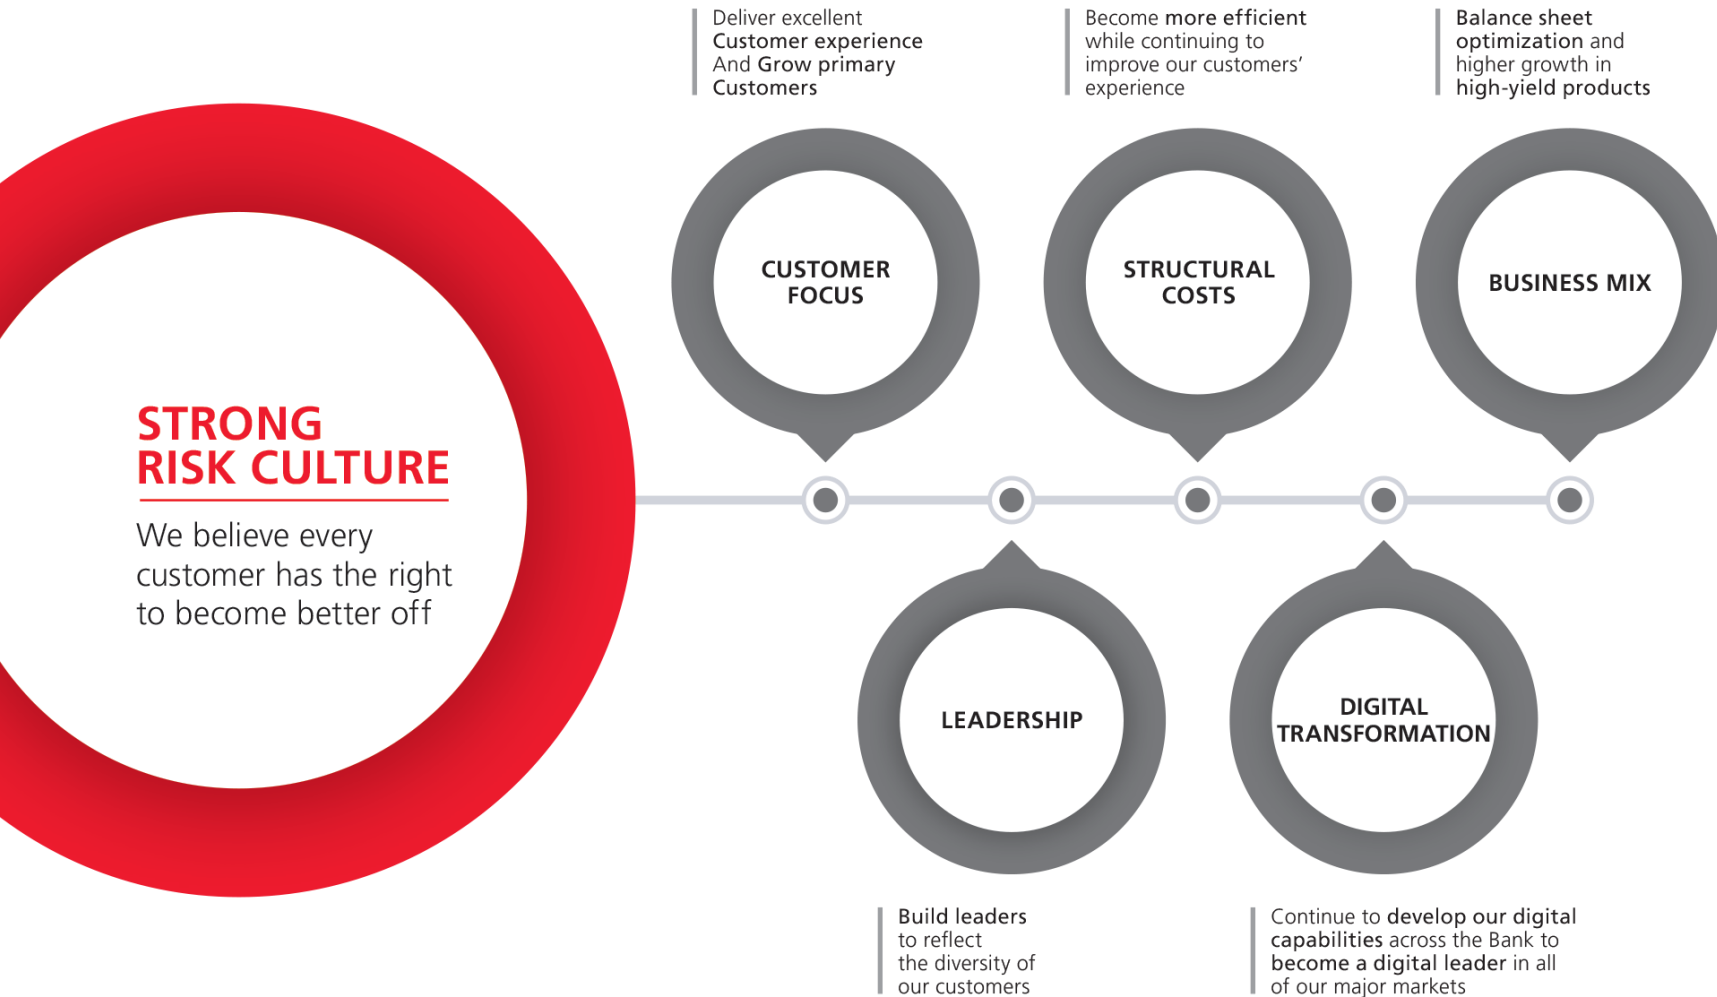 STRONG
RISK CULTURE
We believe every
customer has the right
to become better off
Deliver excellent
Customer experience
And Grow primary
Customers
CUSTOMER
FOCUS
Become more efficient
while continuing to
improve our customers’
experience
STRUCTURAL
COSTS
Balance sheet
optimization and
higher growth in
high-yield products
BUSINESS MIX
LEADERSHIP
Build leaders
to reflect
the diversity of
our customers
DIGITAL
TRANSFORMATION
Continue to develop our digital
capabilities across the Bank to
become a digital leader in all
of our major markets